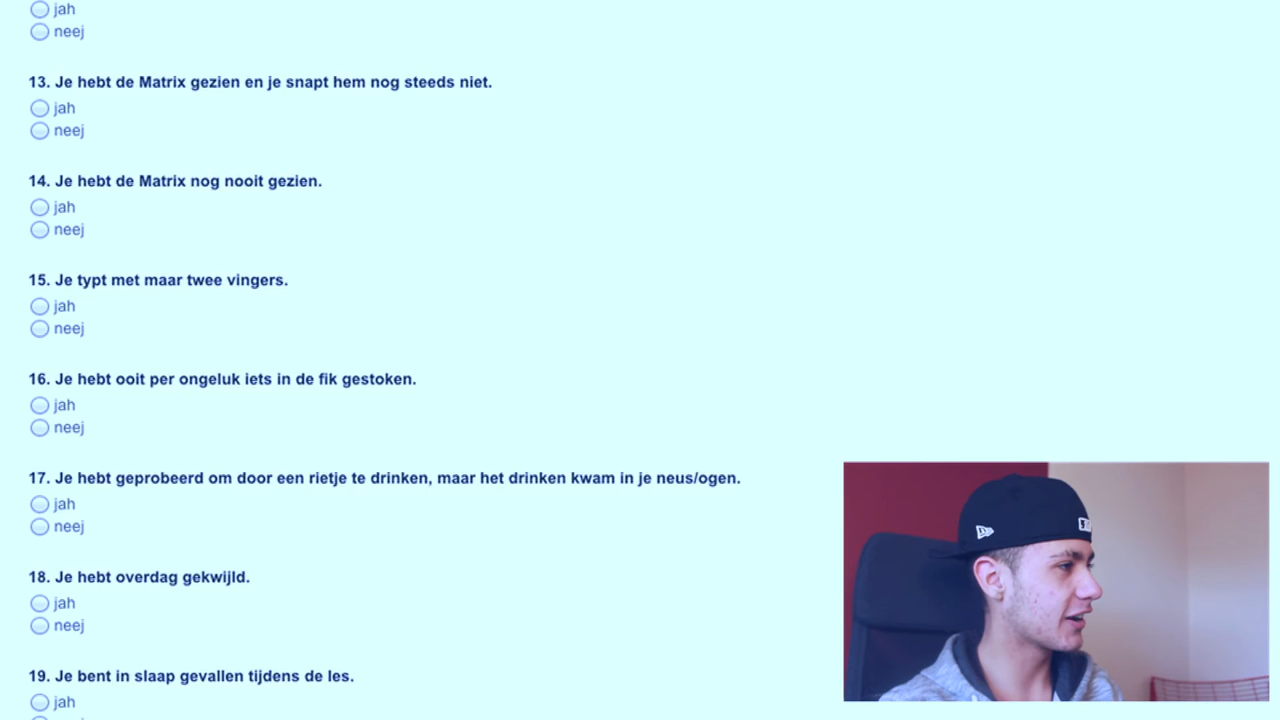 jah
neej
13. Je hebt de Matrix gezien en je snapt hem nog steeds niet.
jah
neej
14. Je hebt de Matrix nog nooit gezien.
jah
neej
15. Je typt met maar twee vingers.
jah
neej
16. Je hebt ooit per ongeluk iets in de fik gestoken.
jah
neej
17. Je hebt geprobeerd om door een rietje te drinken, maar het drinken kwam in je neus/ogen.
jah
neej
18. Je hebt overdag gekwijld.
jah
neej
19. Je bent in slaap gevallen tijdens de les.
jah